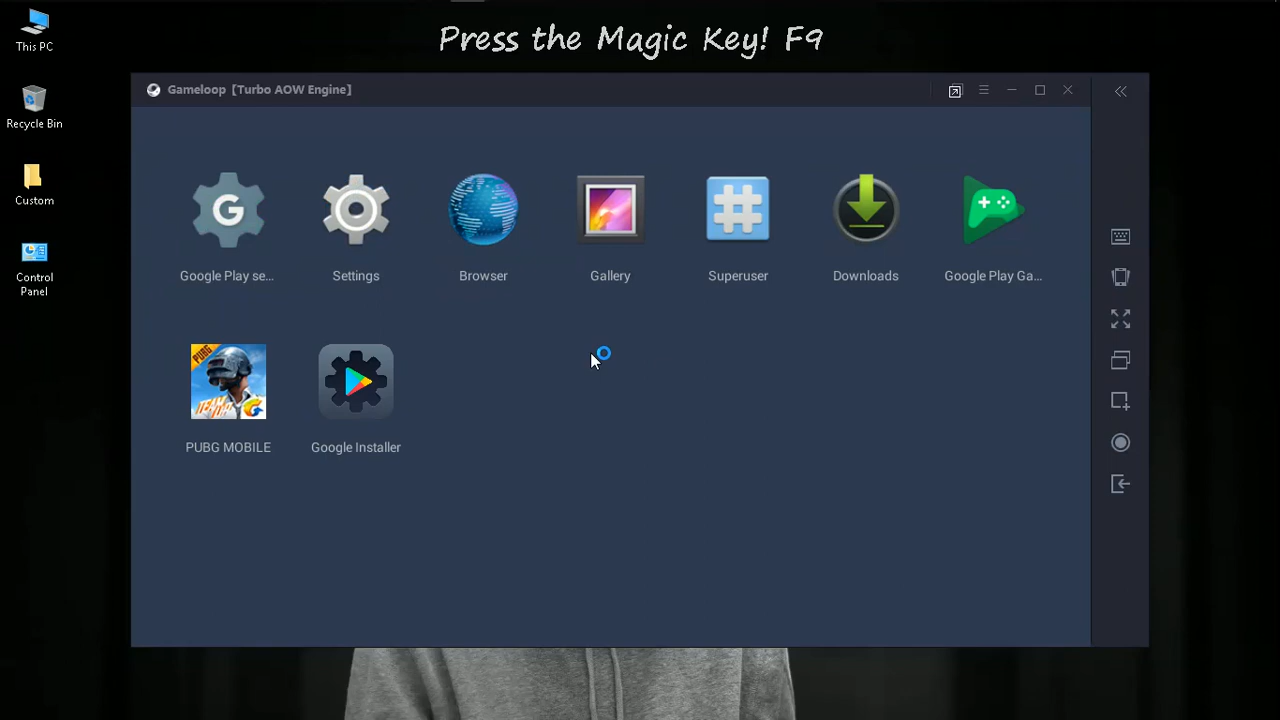 Press the Magic Key! F9
This PC
Recycle Bin
Custom
Control
Panel
Gameloop [Turbo AOW Engine]
Google Play se...
Settings
Browser
Gallery
Superuser
Downloads
Google Play Ga...
PUBG
PUBG MOBILE
Google Installer